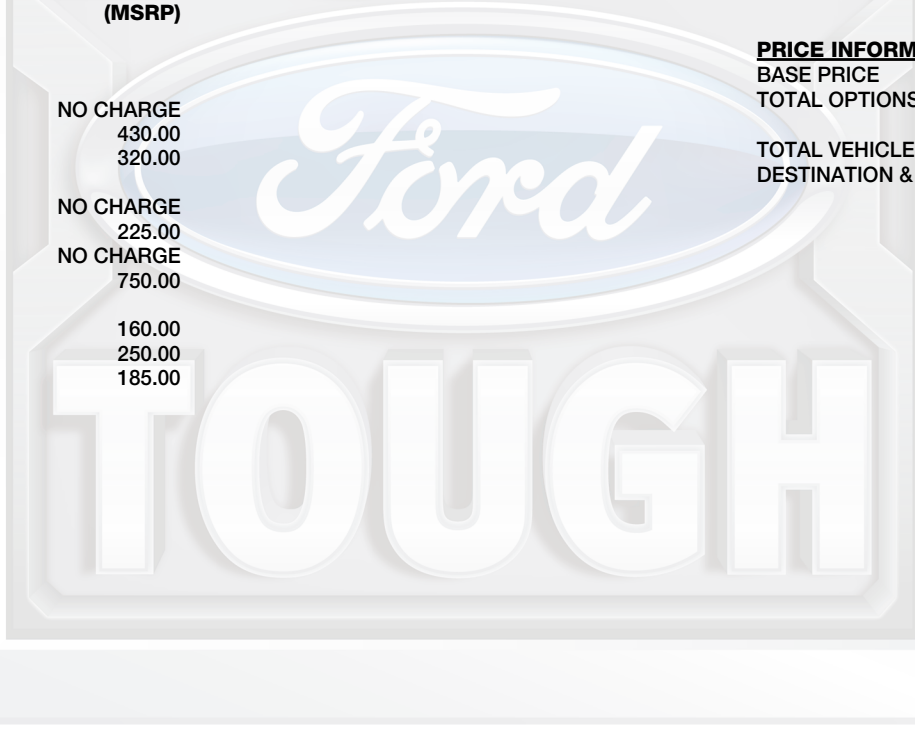 (MSRP)
NO CHARGE
430.00
320.00
NO CHARGE
225.00
NO CHARGE
750.00
160.00
250.00
185.00
PRICE INFORM
BASE PRICE
TOTAL OPTIONS
TOTAL VEHICLE
DESTINATION &
Ford
TOUGH